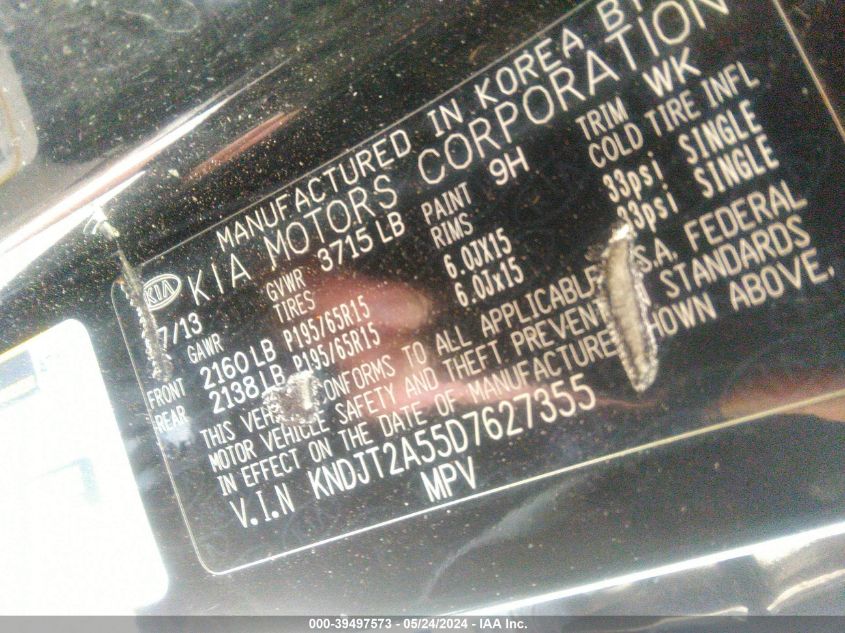 MANUFACTURED IN KOREA BY
KIA KIA MOTORS CORPORATION
7/13 GVWR 3715 LB PAINT 9H TRIM WK
GAWR TIRES RIMS COLD TIRE INFL
FRONT 2160 LB P195/65R15 6.0JX15 33psi SINGLE
REAR 2138 LB P195/65R15 6.0Jx15 33psi SINGLE
THIS CONFORMS TO ALL APPLICABLE FEDERAL
MOTOR VEHICLE SAFETY AND THEFT STANDARDS
IN EFFECT ON THE DATE OF MANUFACTURE SHOWN ABOVE.
V.I.N KNDJT2A55D7627355
MPV
000-39497573 - 05/24/2024 - IAA Inc.